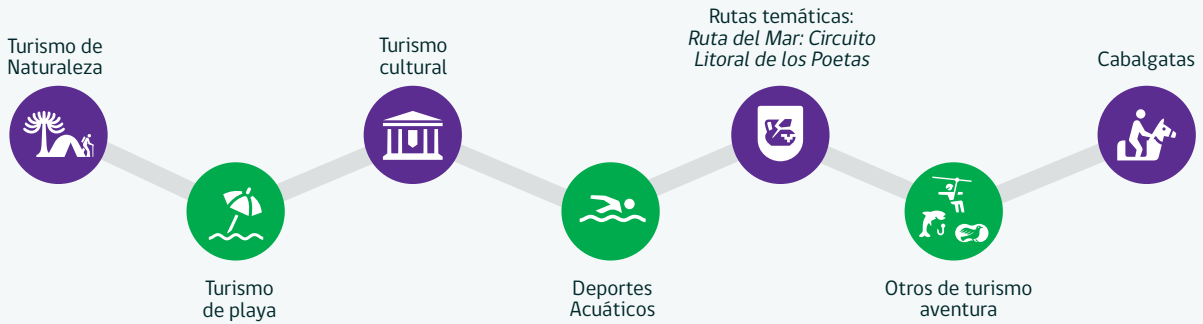 Turismo de
Naturaleza
Turismo
de playa
Turismo
cultural
Deportes
Acuáticos
Rutas temáticas:
Ruta del Mar: Circuito
Litoral de los Poetas
Otros de turismo
aventura
Cabalgatas